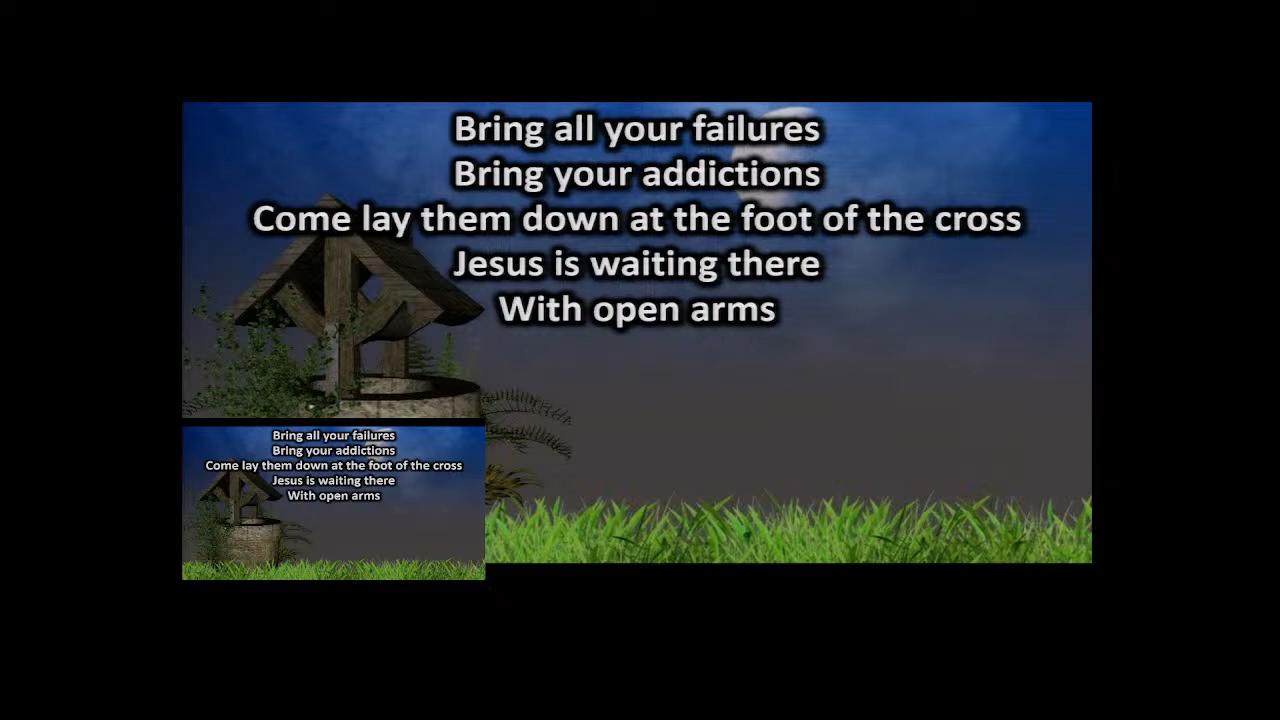 Bring all your failures
Bring your addictions
Come lay them down at the foot of the cross
Jesus is waiting there
With open arms
Bring all your failures
Bring your addictions
Come lay them down at the foot of the cross
Jesus is waiting there
With open arms